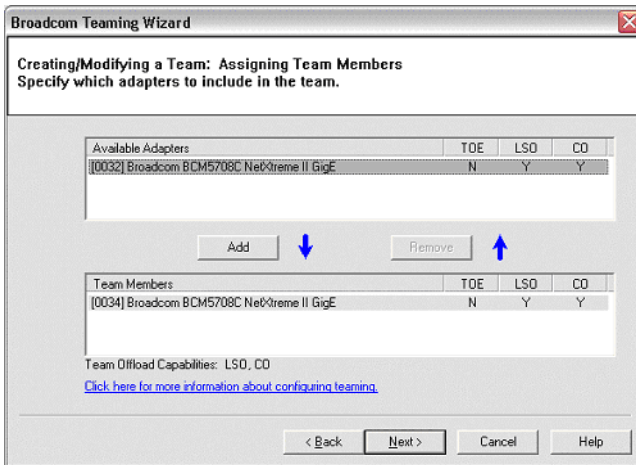 Broadcom Teaming Wizard
Creating/Modifying a Team: Assigning Team Members
Specify which adapters to include in the team.
Available Adapters TOE LSO CO
[0032] Broadcom BCM5708C NetXtreme II GigE N Y Y
Add Remove
Team Members TOE LSO CO
[0034] Broadcom BCM5708C NetXtreme II GigE N Y Y
Team Offload Capabilities: LSO, CO
Click here for more information about configuring teaming.
< Back Next > Cancel Help